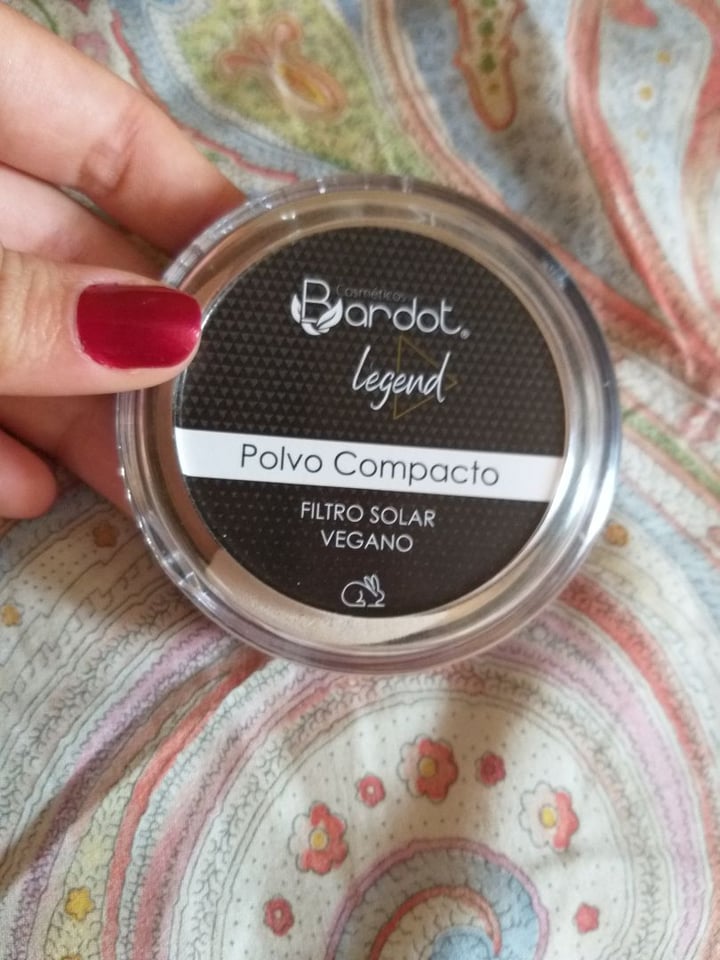 Cosméticos
Bardot®
legend
Polvo Compacto
FILTRO SOLAR
VEGANO